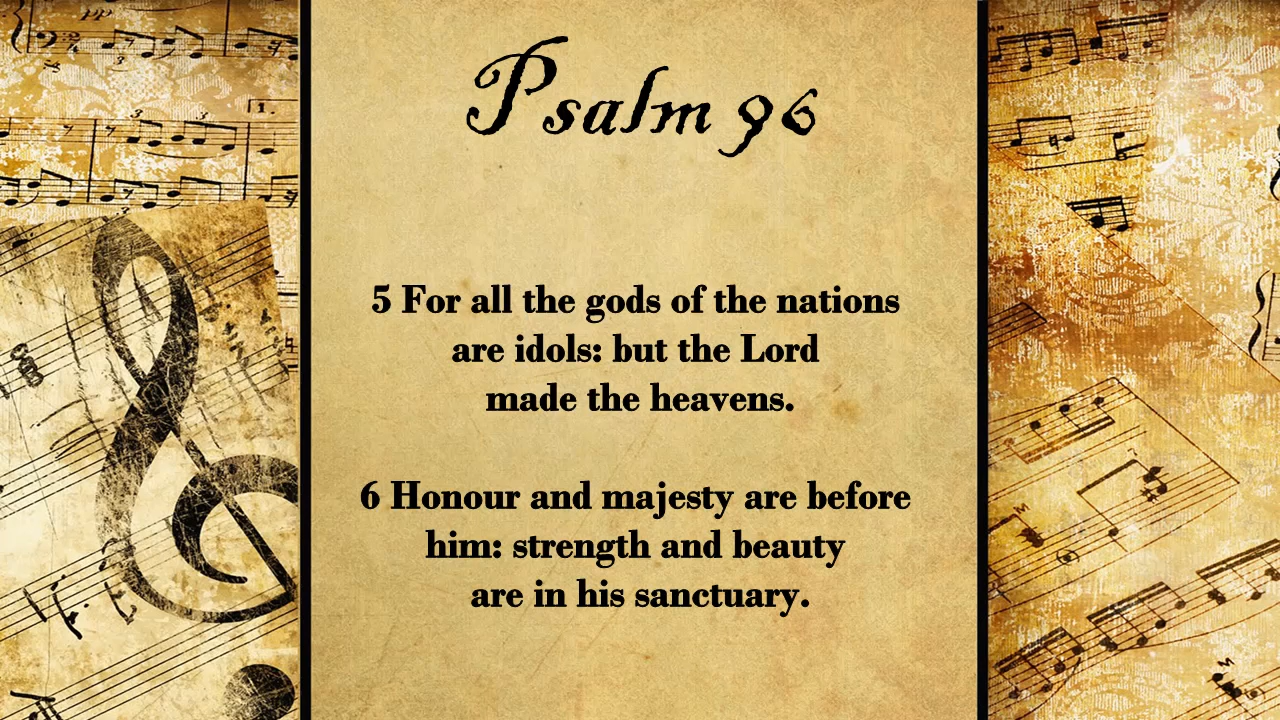 Psalm 96
5 For all the gods of the nations
are idols: but the Lord
made the heavens.
6 Honour and majesty are before
him: strength and beauty
are in his sanctuary.